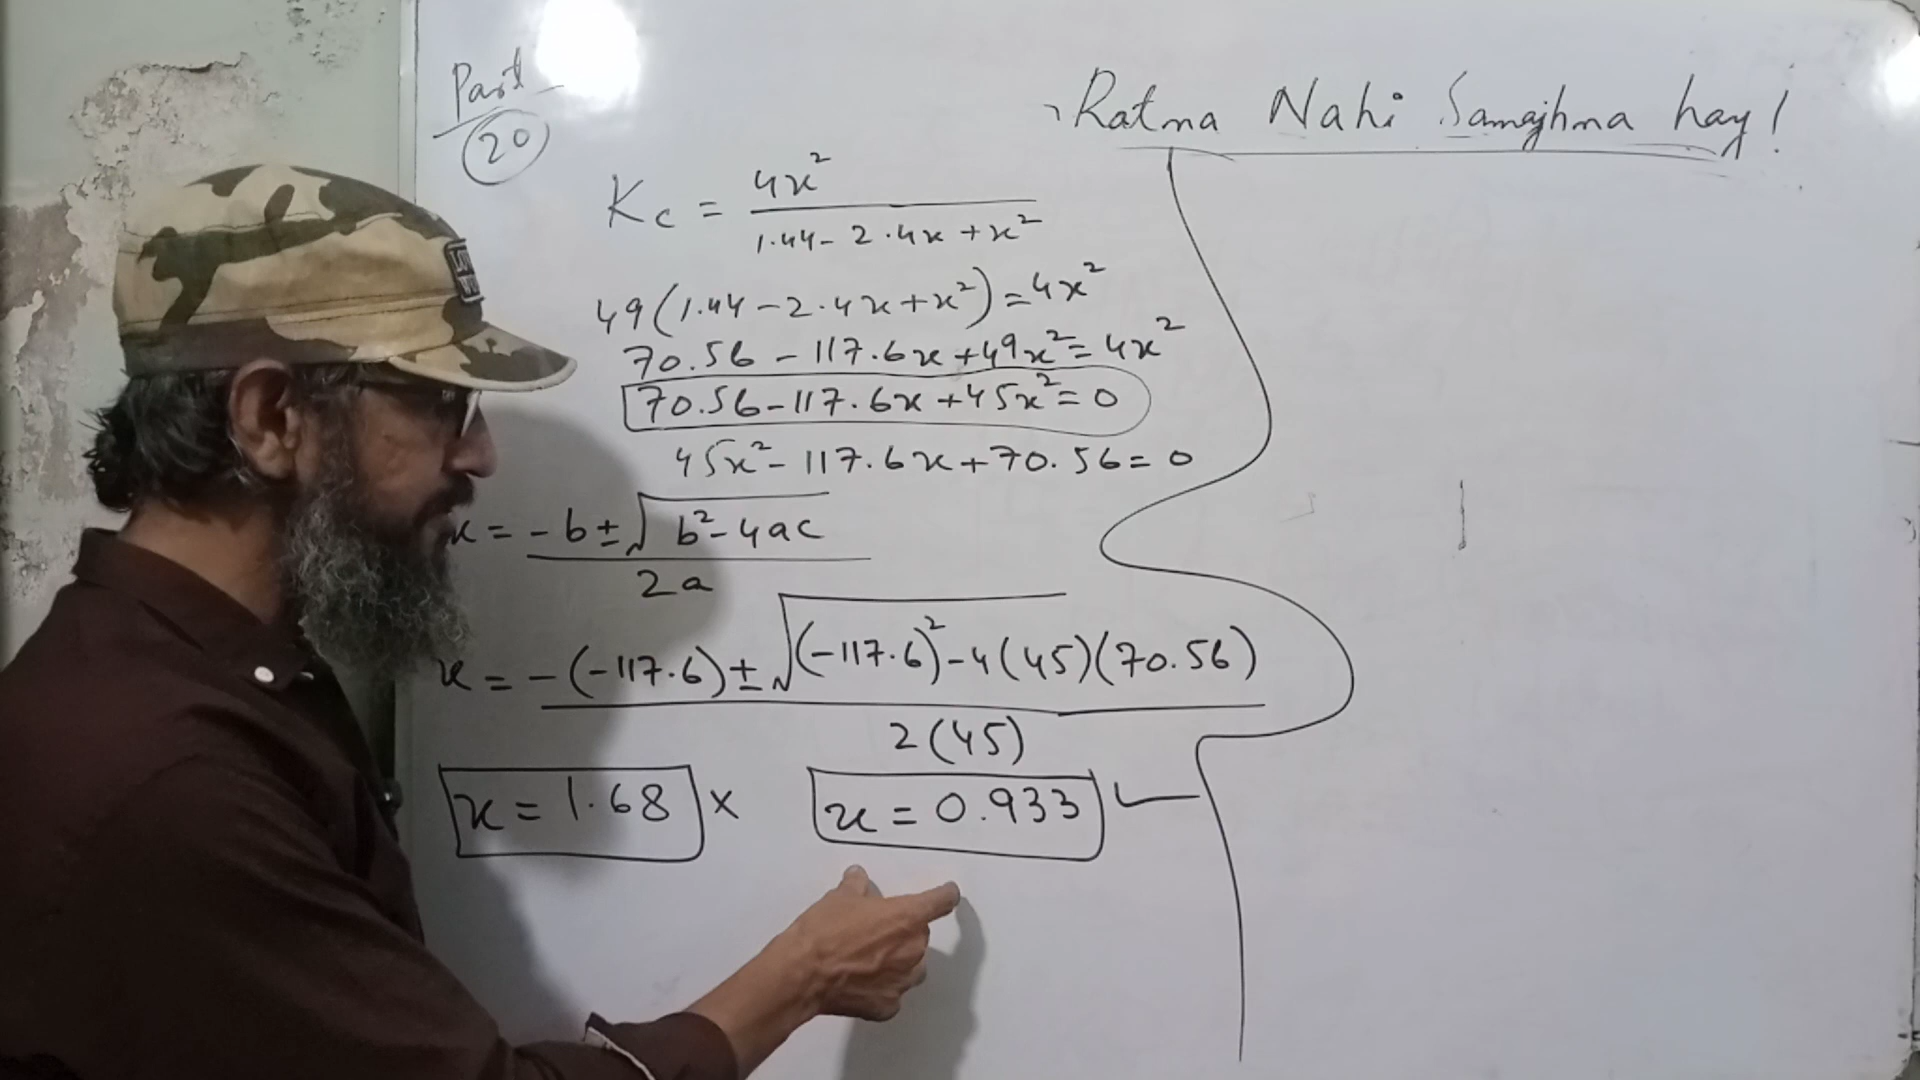 Part
20
Ratna Nahi Samajhna hay!
Kc = 4x² / 1.44 - 2.4x + x²
49(1.44 - 2.4x + x²) = 4x²
70.56 - 117.6x + 49x² = 4x²
70.56 - 117.6x + 45x² = 0
45x² - 117.6x + 70.56 = 0
x = -b ± √b² - 4ac / 2a
x = -(-117.6) ± √(-117.6)² - 4(45)(70.56) / 2(45)
x = 1.68 × x = 0.933 ✓